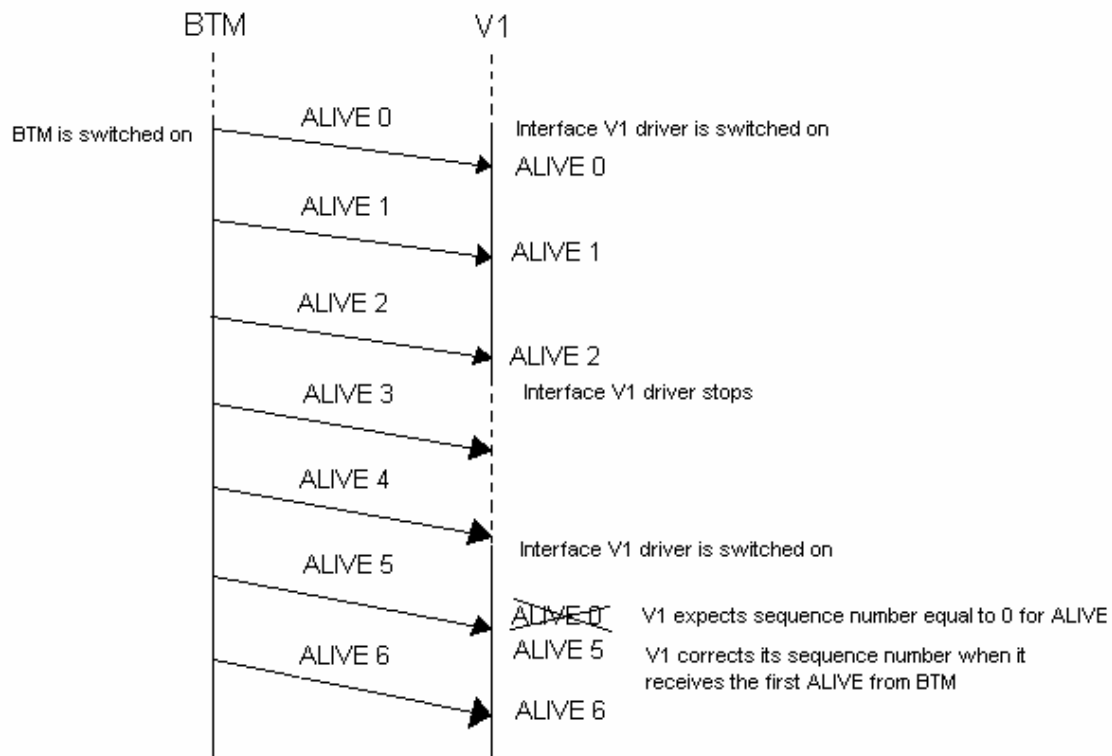 BTM V1
BTM is switched on
ALIVE 0
Interface V1 driver is switched on
ALIVE 0
ALIVE 1
ALIVE 1
ALIVE 2
ALIVE 2
Interface V1 driver stops
ALIVE 3
ALIVE 4
Interface V1 driver is switched on
ALIVE 5
ALIVE 0 V1 expects sequence number equal to 0 for ALIVE
ALIVE 5 V1 corrects its sequence number when it
receives the first ALIVE from BTM
ALIVE 6
ALIVE 6